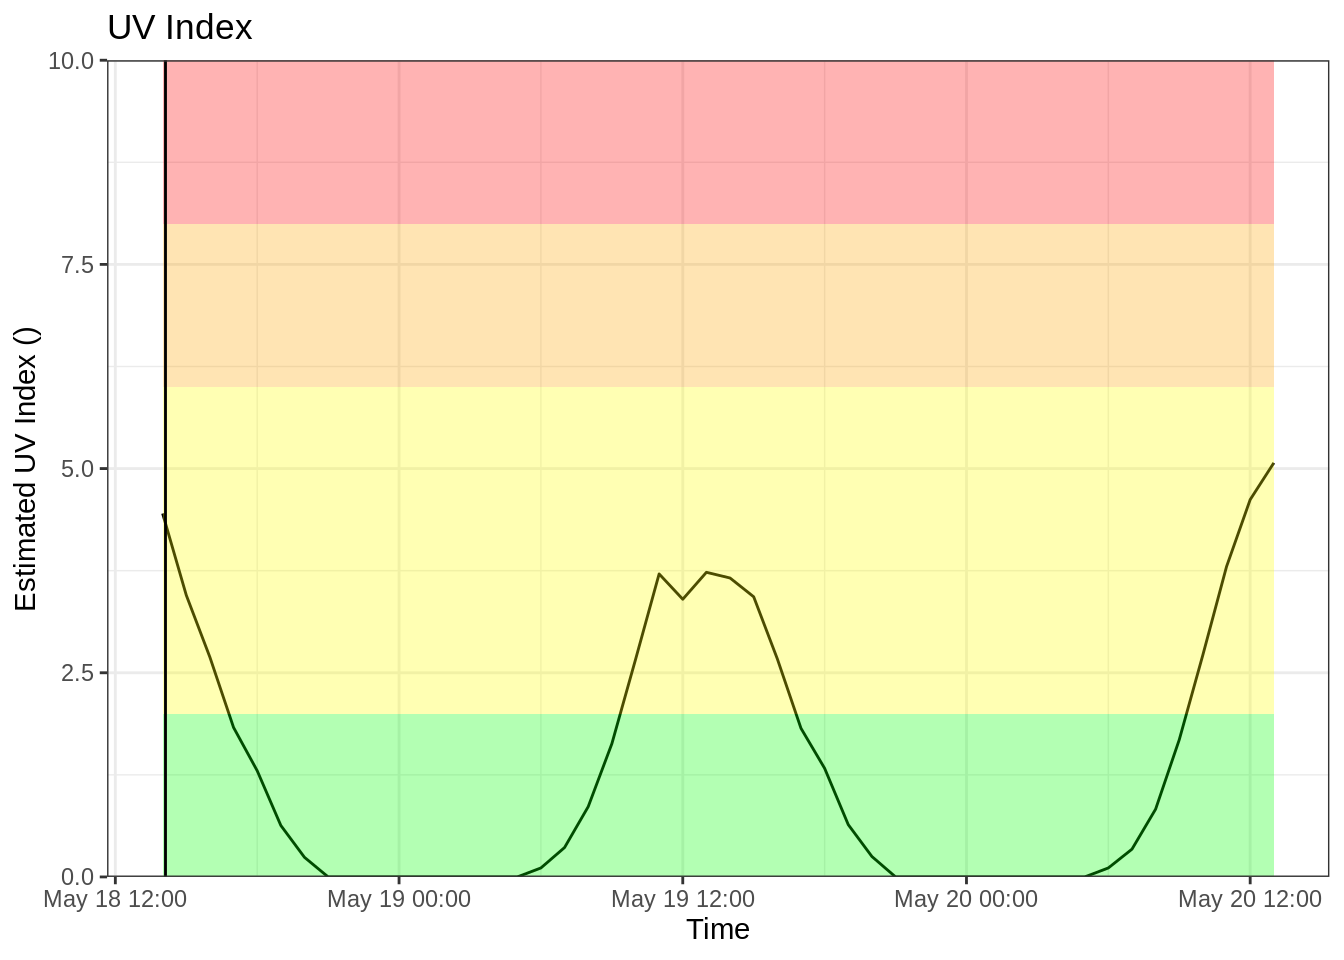 UV Index
10.0
7.5
5.0
2.5
0.0
Estimated UV Index ()
May 18 12:00
May 19 00:00
May 19 12:00
May 20 00:00
May 20 12:00
Time